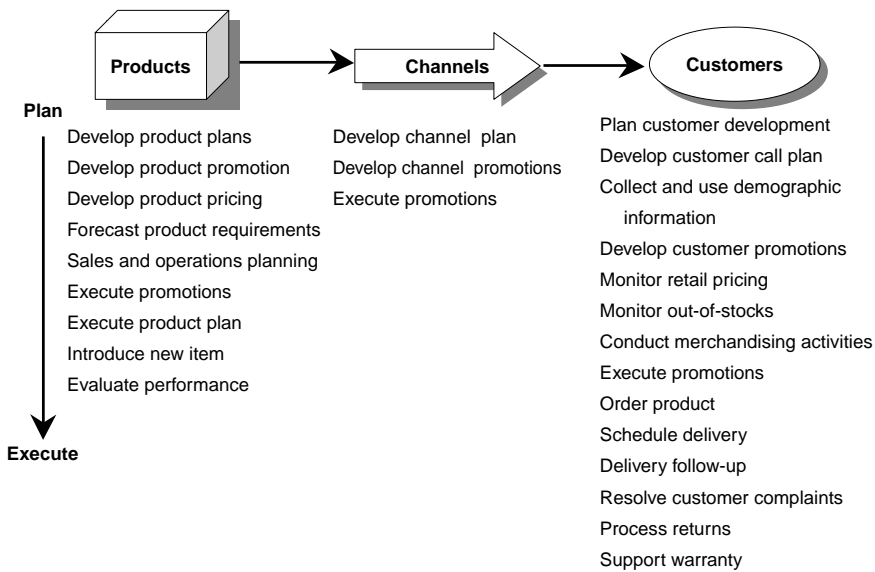 Products
Channels
Customers
Plan
Develop product plans
Develop product promotion
Develop product pricing
Forecast product requirements
Sales and operations planning
Execute promotions
Execute product plan
Introduce new item
Evaluate performance
Execute
Develop channel plan
Develop channel promotions
Execute promotions
Plan customer development
Develop customer call plan
Collect and use demographic
information
Develop customer promotions
Monitor retail pricing
Monitor out-of-stocks
Conduct merchandising activities
Execute promotions
Order product
Schedule delivery
Delivery follow-up
Resolve customer complaints
Process returns
Support warranty